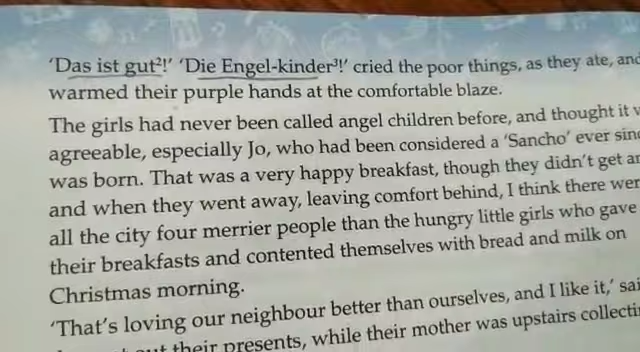 'Das ist gut²!' 'Die Engel-kinder³!' cried the poor things, as they ate, and
warmed their purple hands at the comfortable blaze.
The girls had never been called angel children before, and thought it
agreeable, especially Jo, who had been considered a 'Sancho' ever
was born. That was a very happy breakfast, though they didn't get
and when they went away, leaving comfort behind, I think there
all the city four merrier people than the hungry little girls who gave
their breakfasts and contented themselves with bread and milk on
Christmas morning.
'That's loving our neighbour better than ourselves, and I like it,'
out their presents, while their mother was upstairs